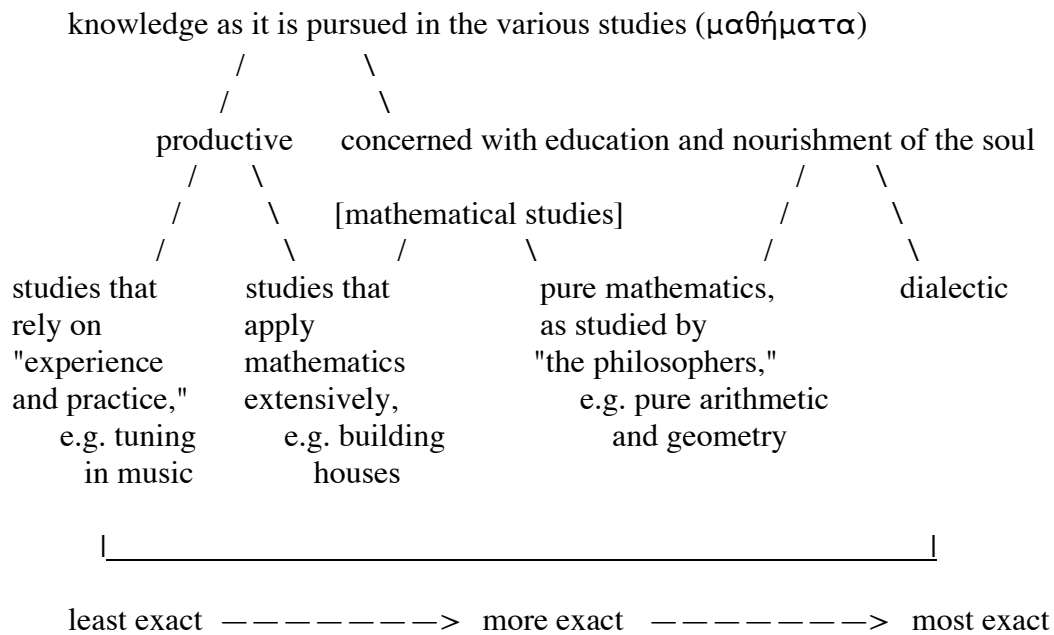 knowledge as it is pursued in the various studies (μαθήματα)
productive
concerned with education and nourishment of the soul
[mathematical studies]
studies that
rely on
"experience
and practice,"
e.g. tuning
in music
studies that
apply
mathematics
extensively,
e.g. building
houses
pure mathematics,
as studied by
"the philosophers,"
e.g. pure arithmetic
and geometry
dialectic
least exact — — — — — — — > more exact — — — — — — — > most exact